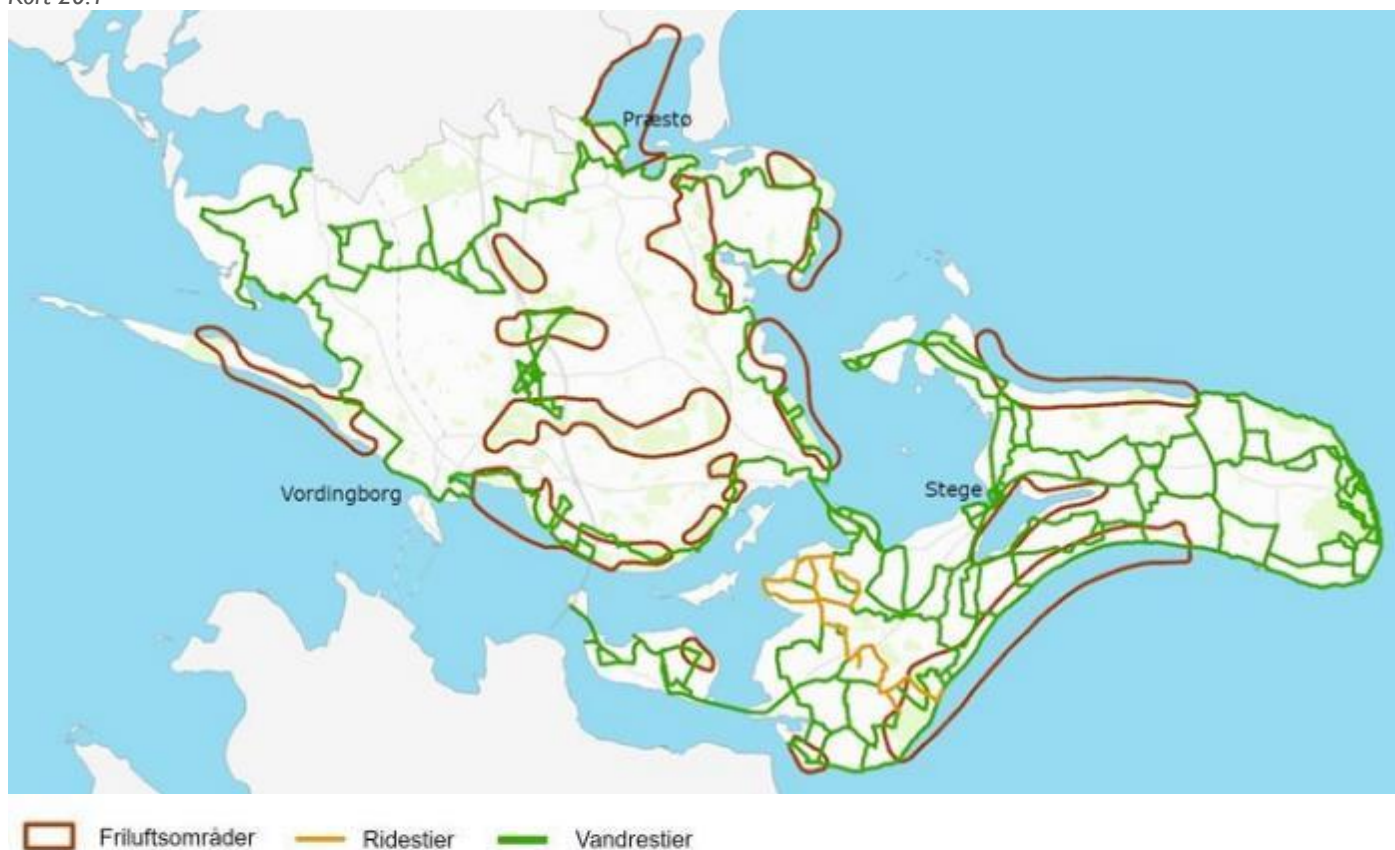 Præstø
Stege
Vordingborg
Friluftsområder
Ridestier
Vandrestier